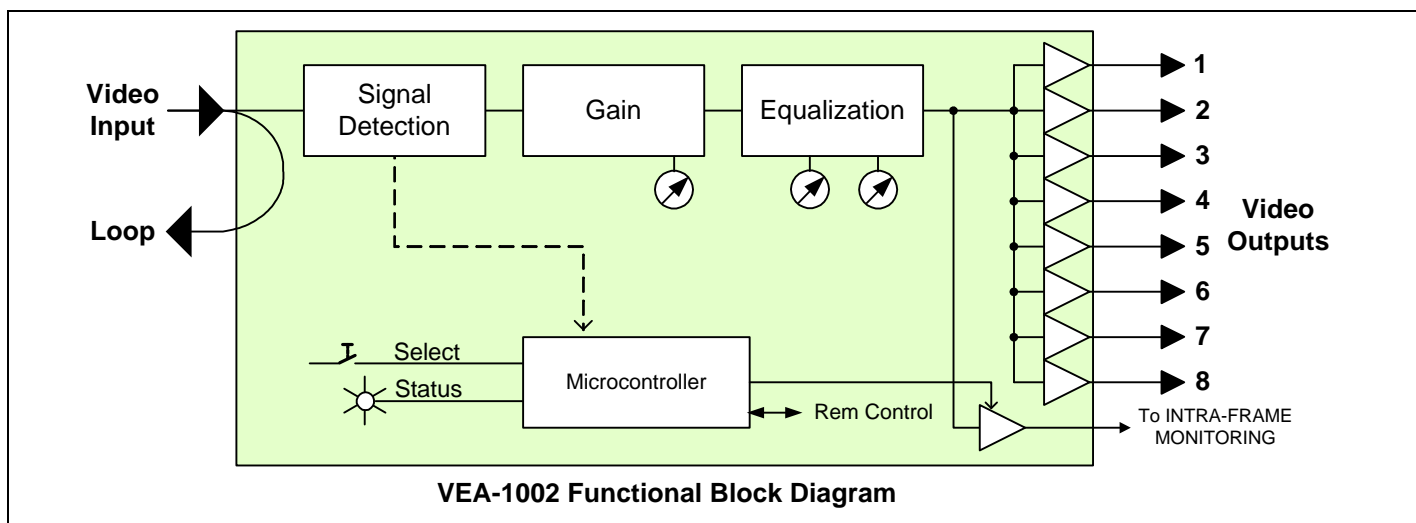 Video
Input
Loop
Signal
Detection
Gain
Equalization
1
2
3
4
5
6
7
8
Video
Outputs
Select
Status
Microcontroller
Rem Control
To INTRA-FRAME
MONITORING
VEA-1002 Functional Block Diagram